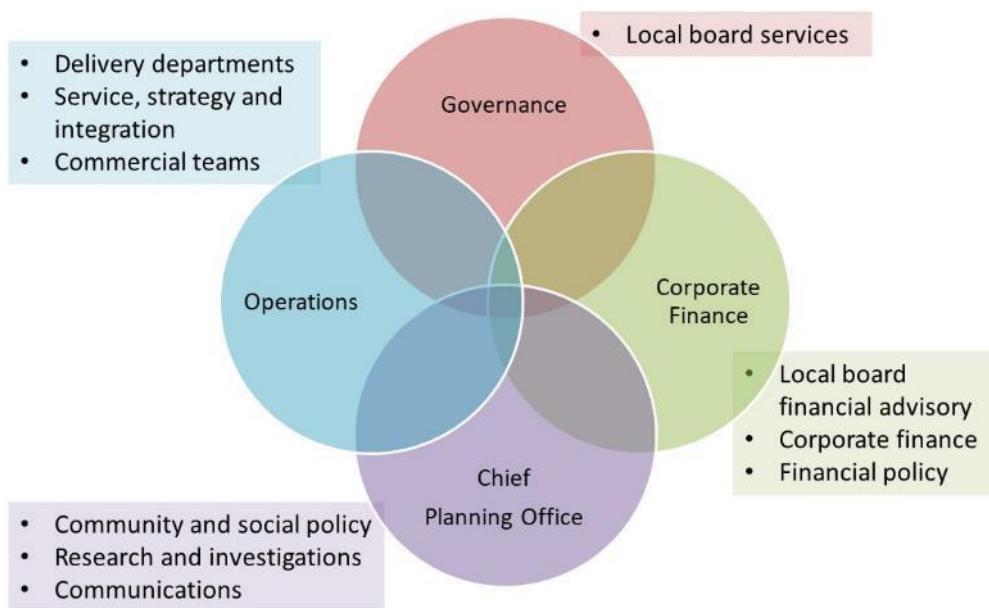 • Local board services
• Delivery departments
• Service, strategy and
integration
• Commercial teams
Governance
Operations
Corporate
Finance
• Local board
financial advisory
• Corporate finance
• Financial policy
Chief
Planning Office
• Community and social policy
• Research and investigations
• Communications